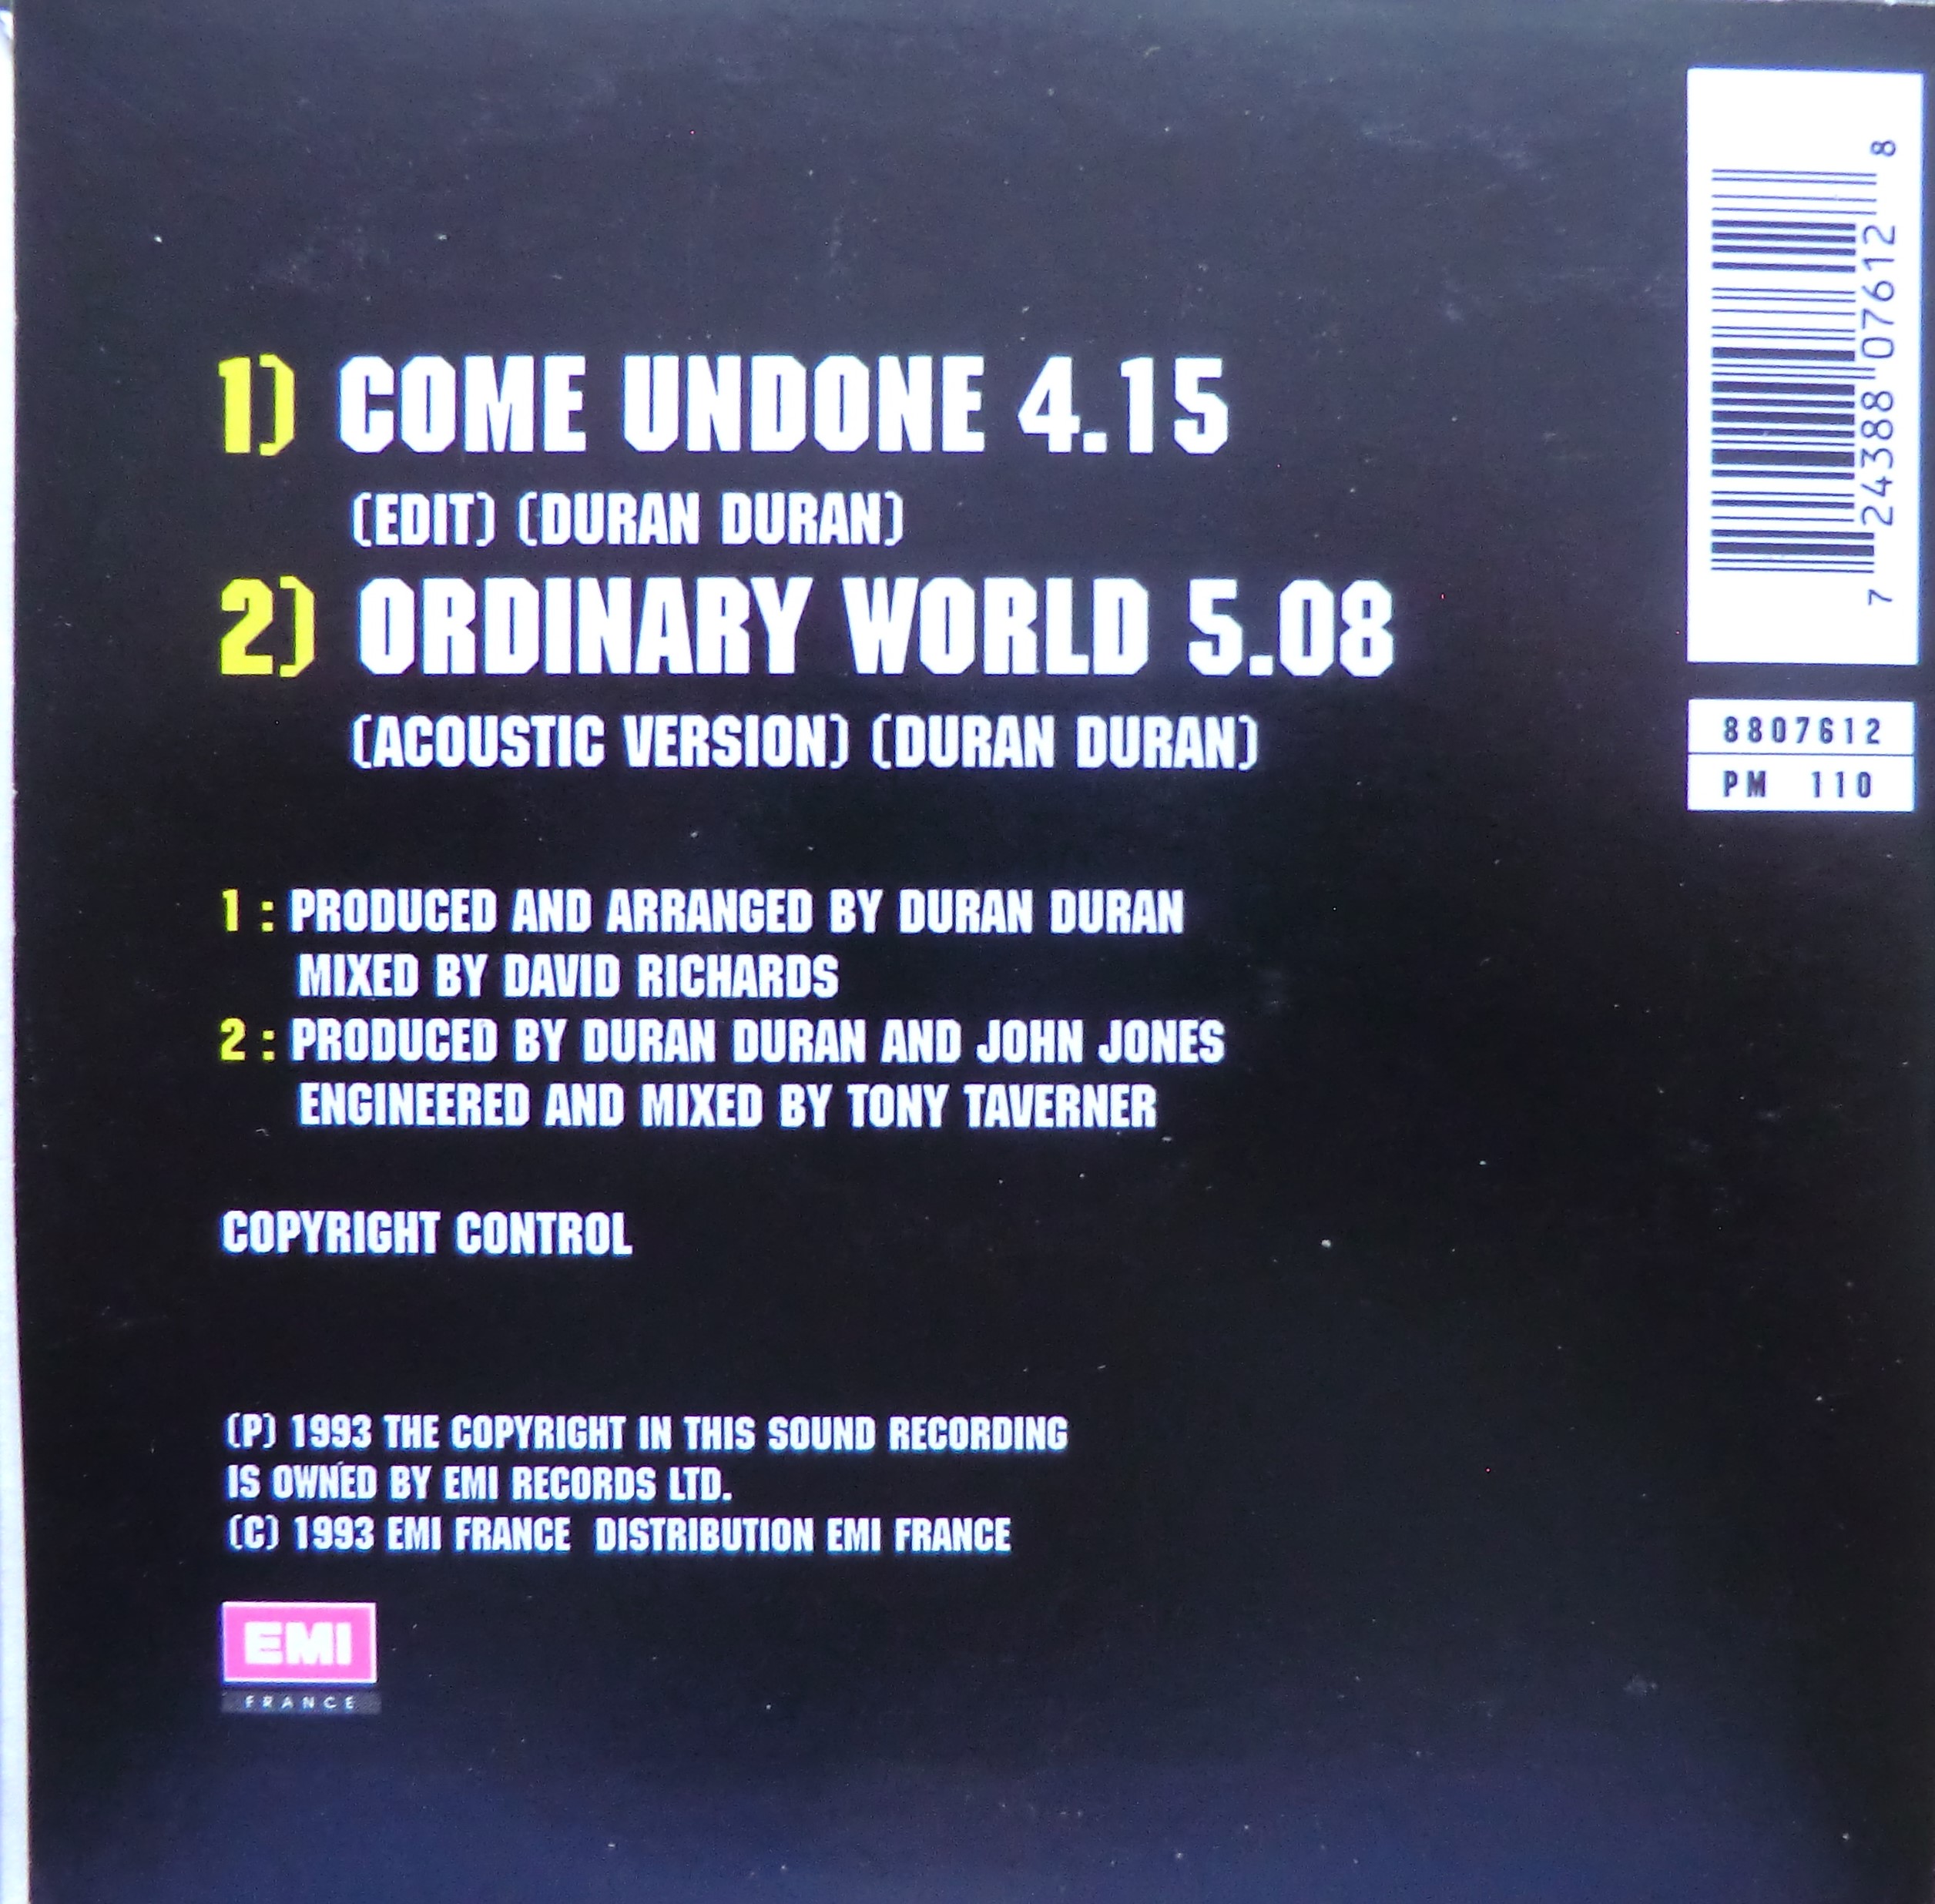 1) COME UNDONE 4.15
(EDIT) (DURAN DURAN)
2) ORDINARY WORLD 5.08
(ACOUSTIC VERSION) (DURAN DURAN)
1 : PRODUCED AND ARRANGED BY DURAN DURAN
MIXED BY DAVID RICHARDS
2 : PRODUCED BY DURAN DURAN AND JOHN JONES
ENGINEERED AND MIXED BY TONY TAVERNER
COPYRIGHT CONTROL
(P) 1993 THE COPYRIGHT IN THIS SOUND RECORDING
IS OWNED BY EMI RECORDS LTD.
(C) 1993 EMI FRANCE DISTRIBUTION EMI FRANCE
EMI
FRANCE
7 24388 07612 8
8807612
PM 110